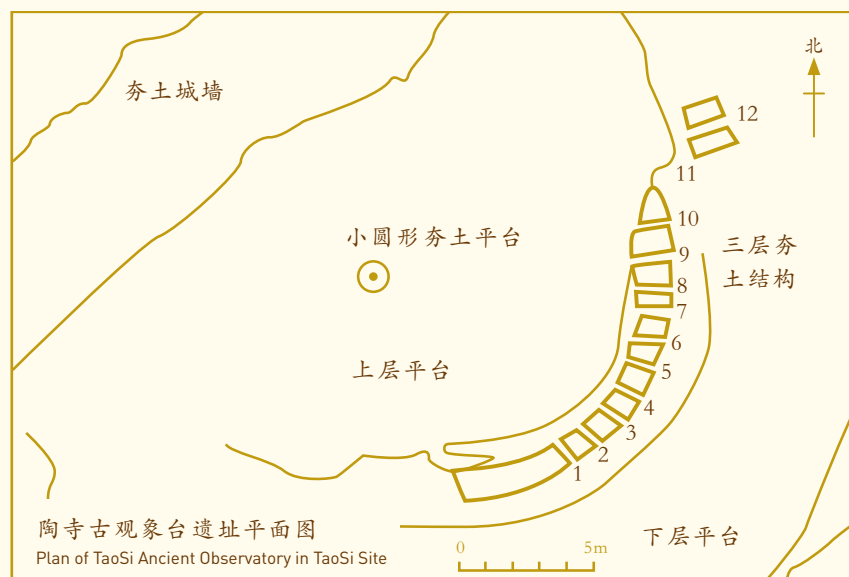 北
夯土城墙
12
11
小圆形夯土平台
10
三层夯
土结构
9
8
7
上层平台
6
5
4
3
2
1
陶寺古观象台遗址平面图
下层平台
Plan of TaoSi Ancient Observatory in TaoSi Site
0
5m